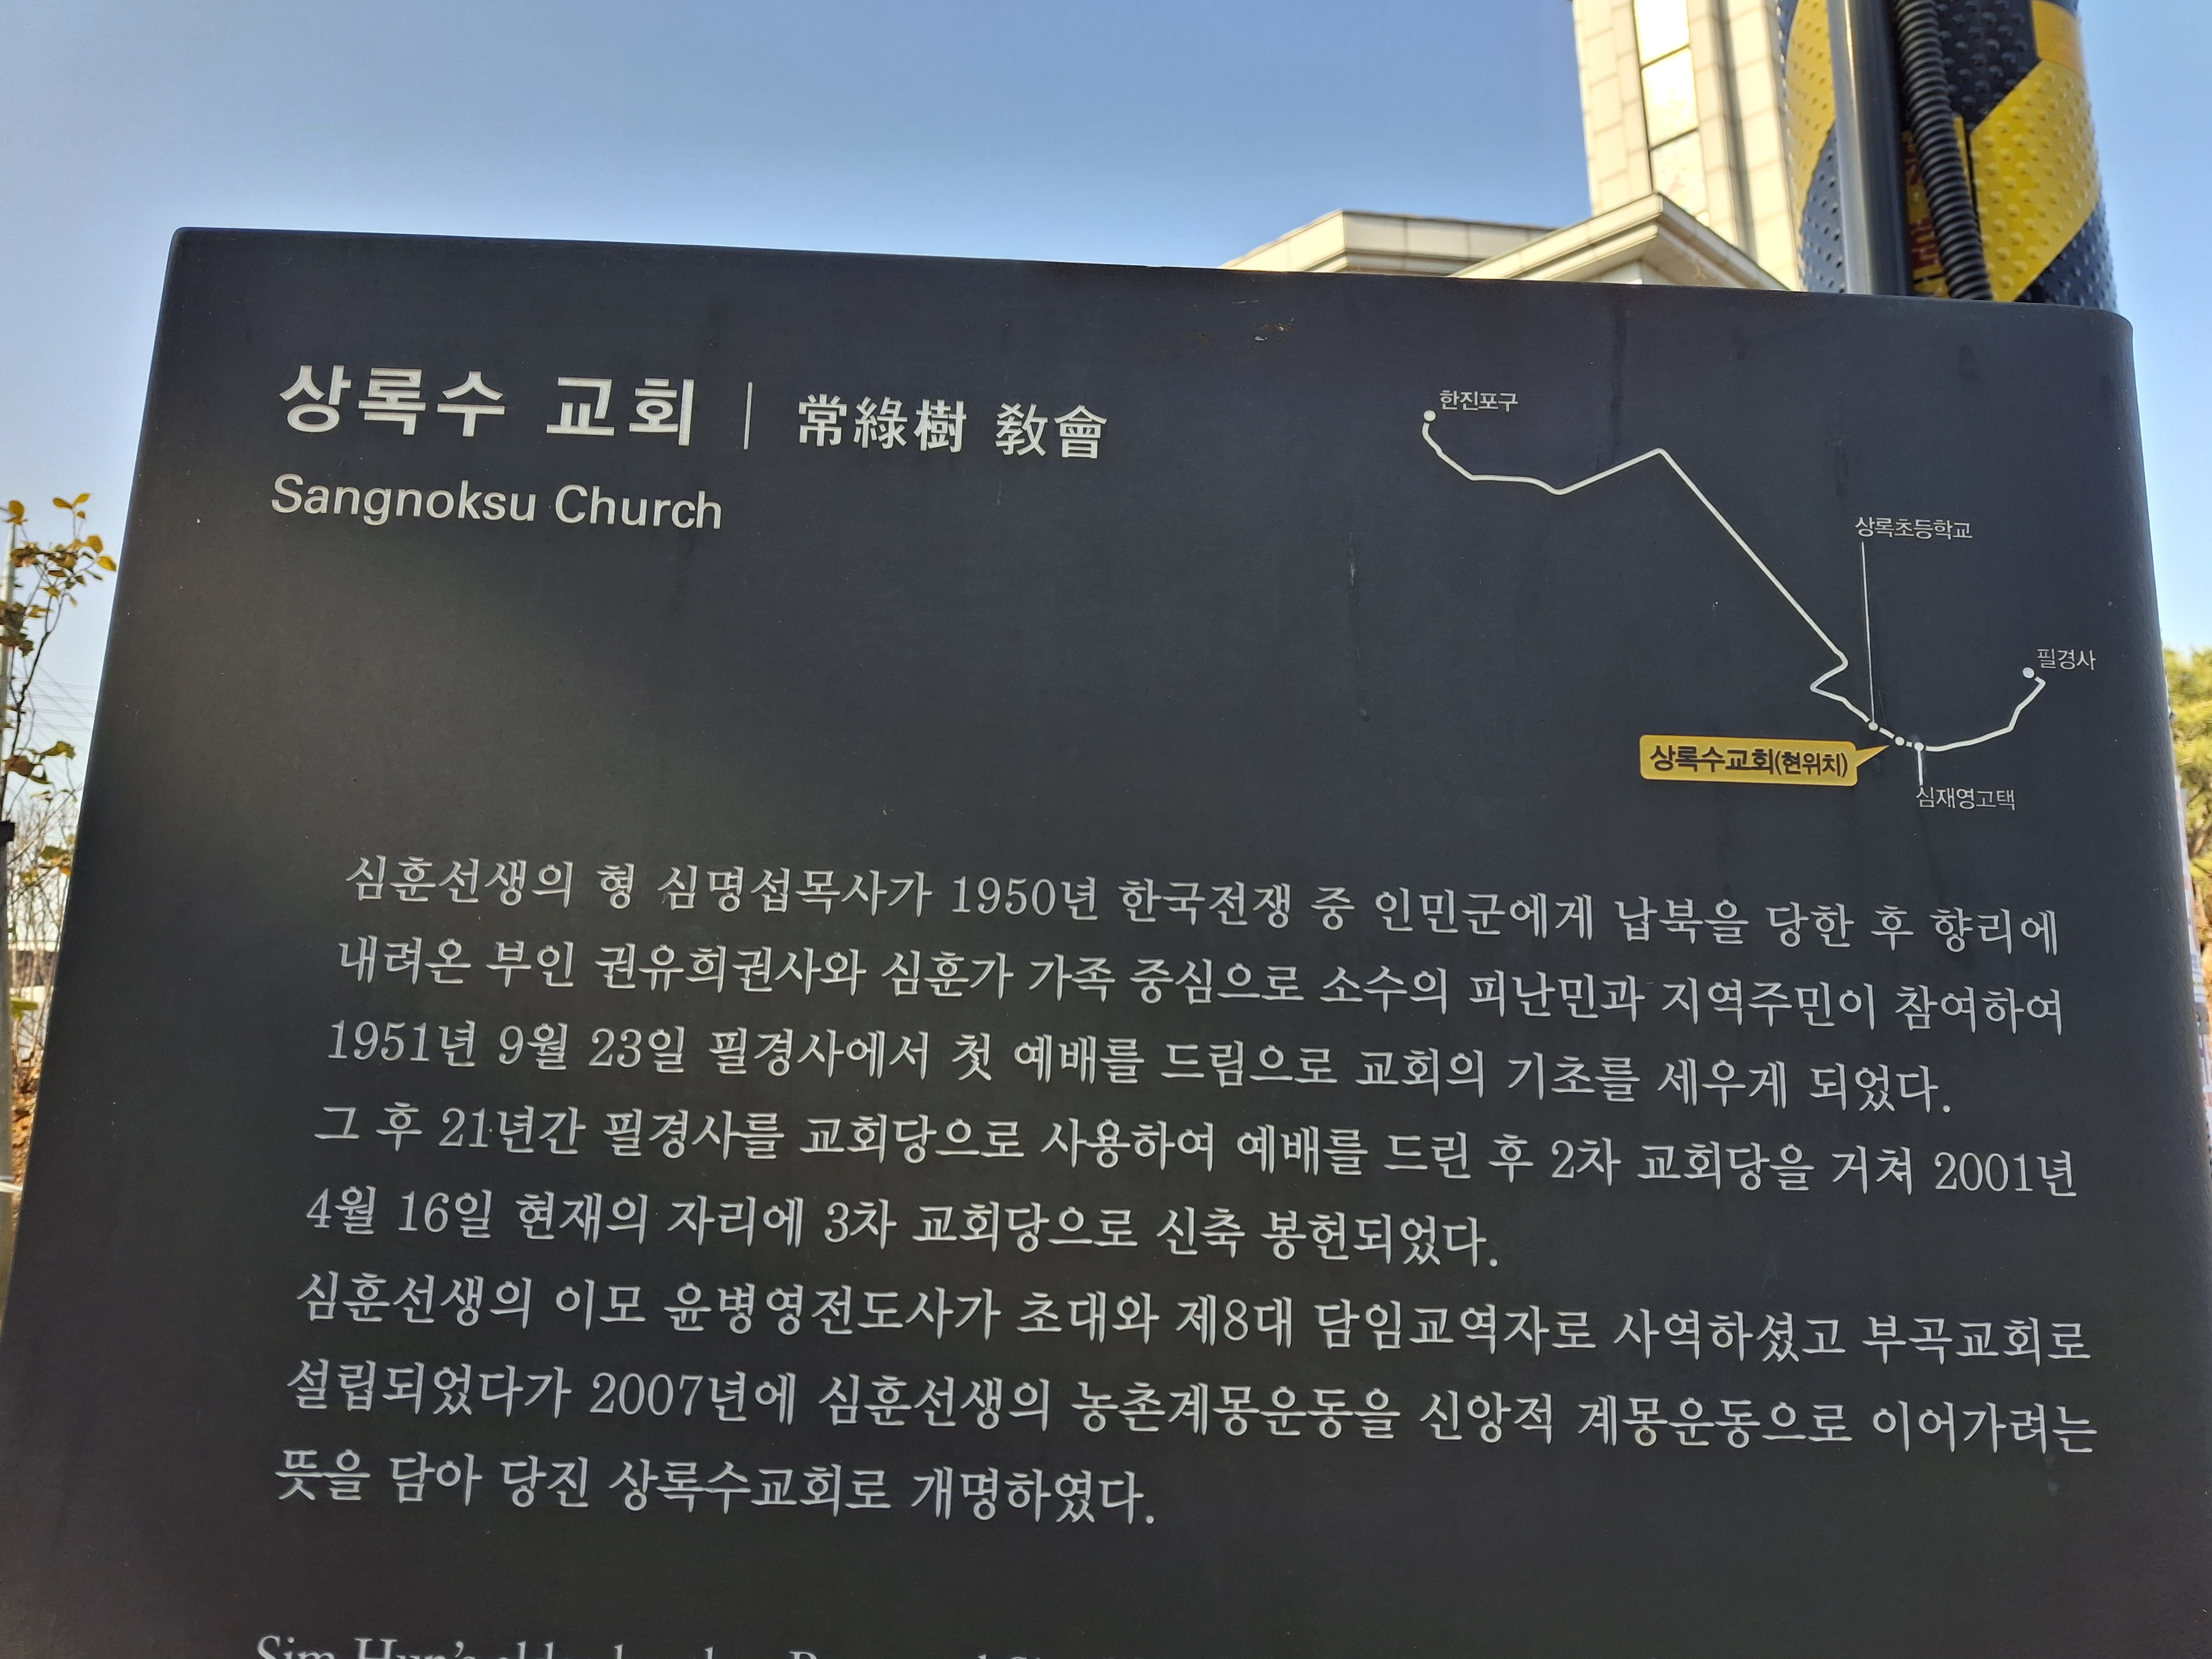 상록수 교회 | 常綠樹 敎會
Sangnoksu Church
한진포구
상록초등학교
필경사
상록수교회(현위치)
심재영고택
심훈선생의 형 심명섭목사가 1950년 한국전쟁 중 인민군에게 납북을 당한 후 향리에
내려온 부인 권유희권사와 심훈가 가족 중심으로 소수의 피난민과 지역주민이 참여하여
1951년 9월 23일 필경사에서 첫 예배를 드림으로 교회의 기초를 세우게 되었다.
그 후 21년간 필경사를 교회당으로 사용하여 예배를 드린 후 2차 교회당을 거쳐 2001년
4월 16일 현재의 자리에 3차 교회당으로 신축 봉헌되었다.
심훈선생의 이모 윤병영전도사가 초대와 제8대 담임교역자로 사역하셨고 부곡교회로
설립되었다가 2007년에 심훈선생의 농촌계몽운동을 신앙적 계몽운동으로 이어가려는
뜻을 담아 당진 상록수교회로 개명하였다.
Sim Hun's